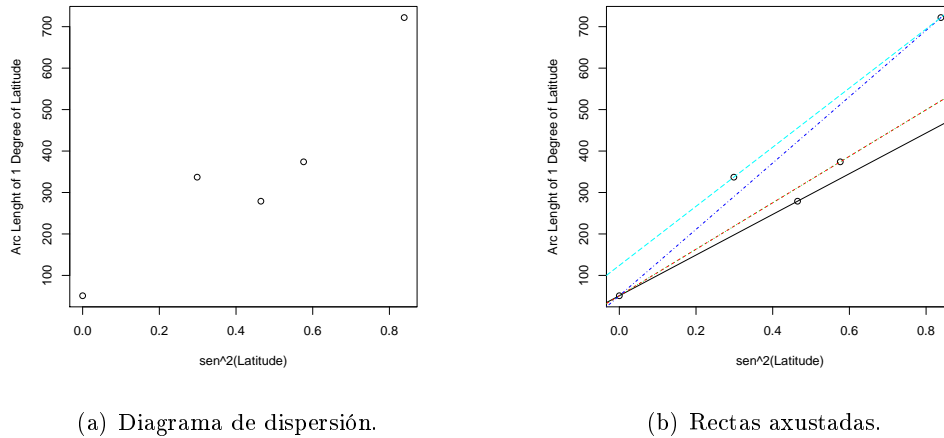 700
600
500
400
300
200
100
Arc Lenght of 1 Degree of Latitude
0.0 0.2 0.4 0.6 0.8
sen^2(Latitude)
(a) Diagrama de dispersión.
700
600
500
400
300
200
100
Arc Lenght of 1 Degree of Latitude
0.0 0.2 0.4 0.6 0.8
sen^2(Latitude)
(b) Rectas axustadas.